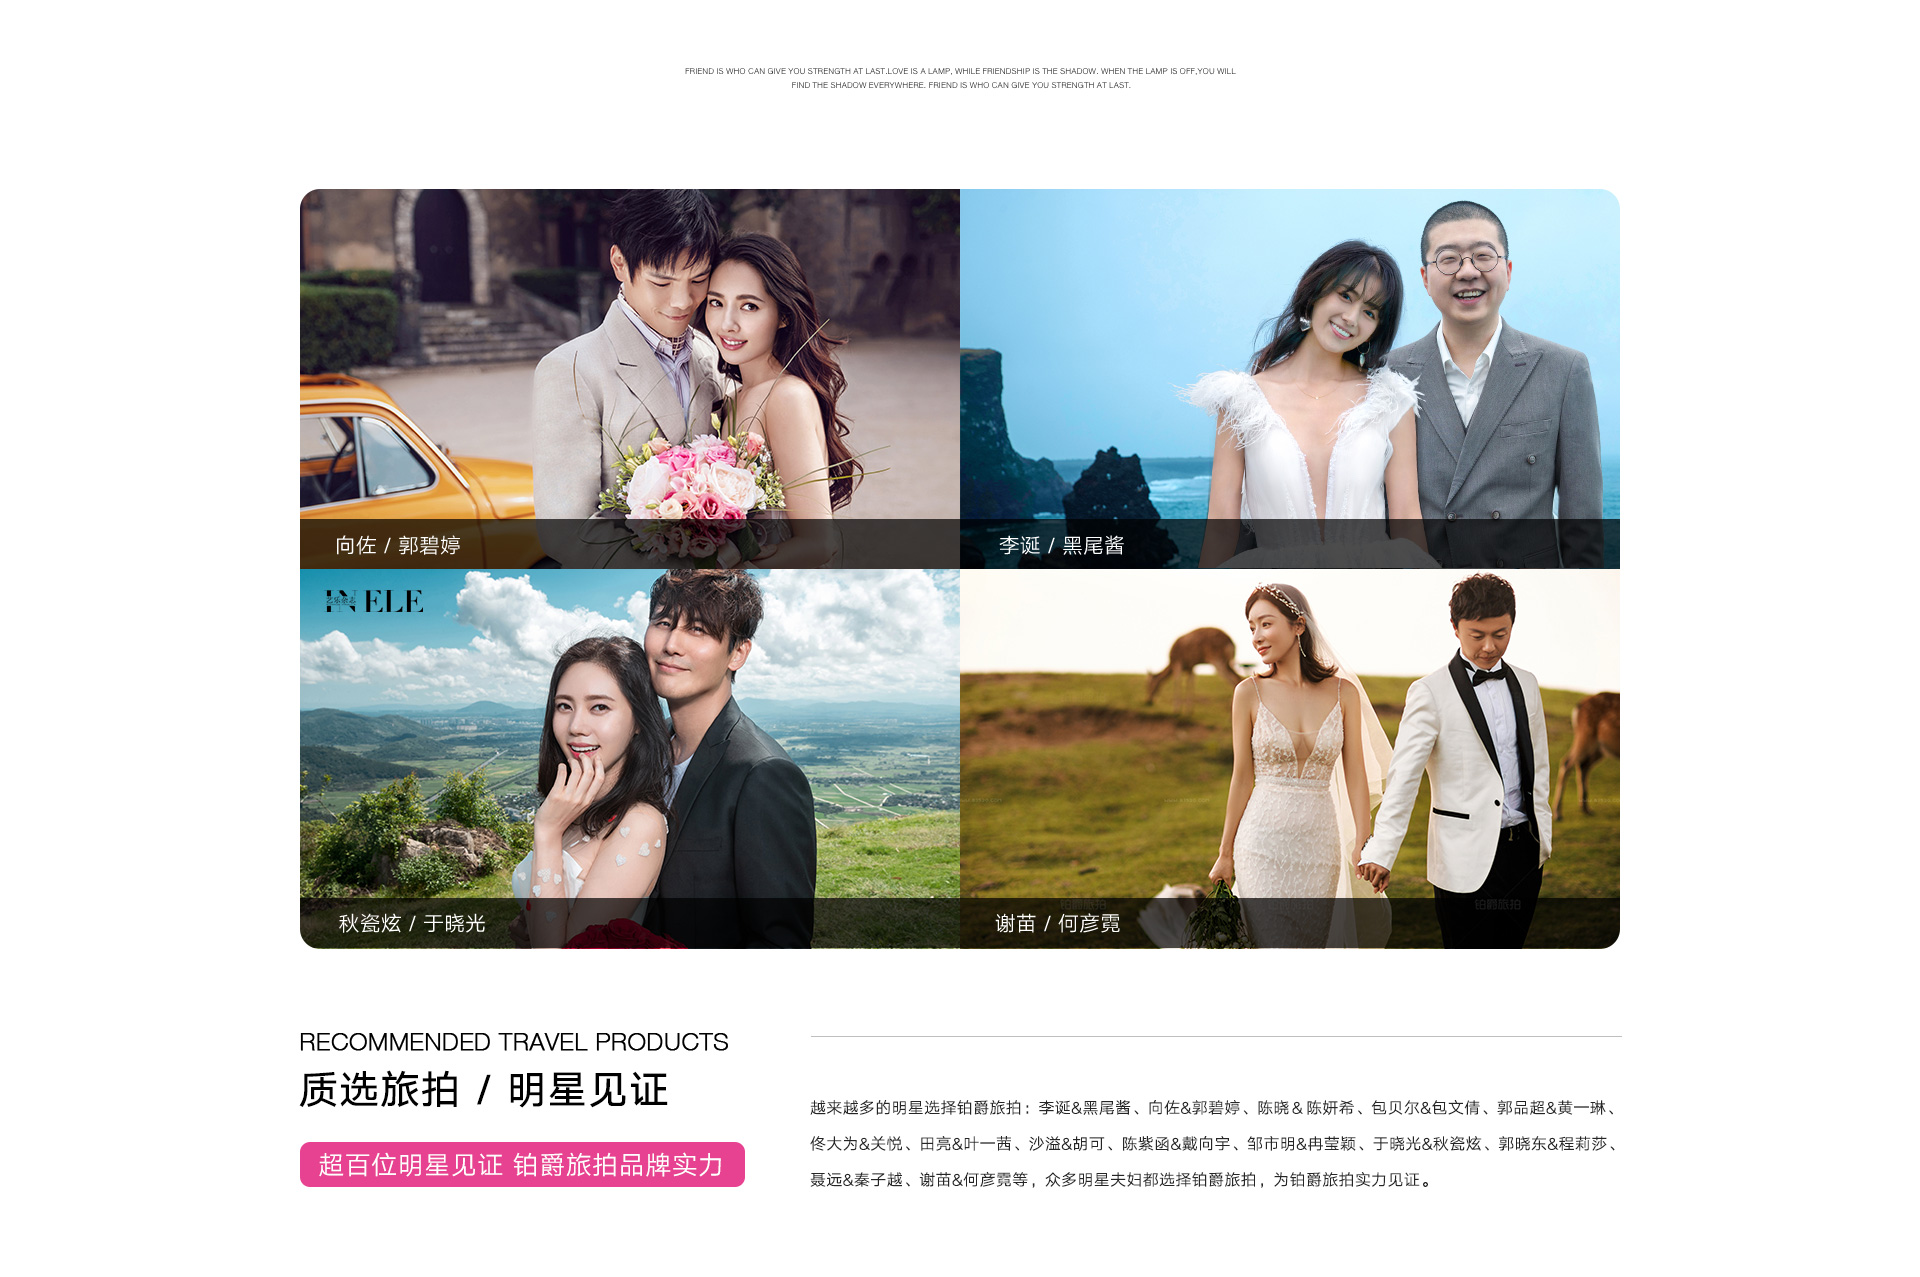 FRIEND IS WHO CAN GIVE YOU STRENGTH AT LAST.LOVE IS A LAMP, WHILE FRIENDSHIP IS THE SHADOW. WHEN THE LAMP IS OFF,YOU WILL
FIND THE SHADOW EVERYWHERE. FRIEND IS WHO CAN GIVE YOU STRENGTH AT LAST.
向佐 / 郭碧婷
李诞 / 黑尾酱
ELE
秋瓷炫 / 于晓光
铂爵旅拍
谢苗 / 何彦霓
RECOMMENDED TRAVEL PRODUCTS
质选旅拍 / 明星见证
超百位明星见证 铂爵旅拍品牌实力
越来越多的明星选择铂爵旅拍：李诞&黑尾酱、向佐&郭碧婷、陈晓＆陈妍希、包贝尔&包文倩、郭品超&黄一琳、
佟大为&关悦、田亮&叶一茜、沙溢&胡可、陈紫函&戴向宇、邹市明&冉莹颖、于晓光&秋瓷炫、郭晓东&程莉莎、
聂远&秦子越、谢苗&何彦霓等，众多明星夫妇都选择铂爵旅拍，为铂爵旅拍实力见证。